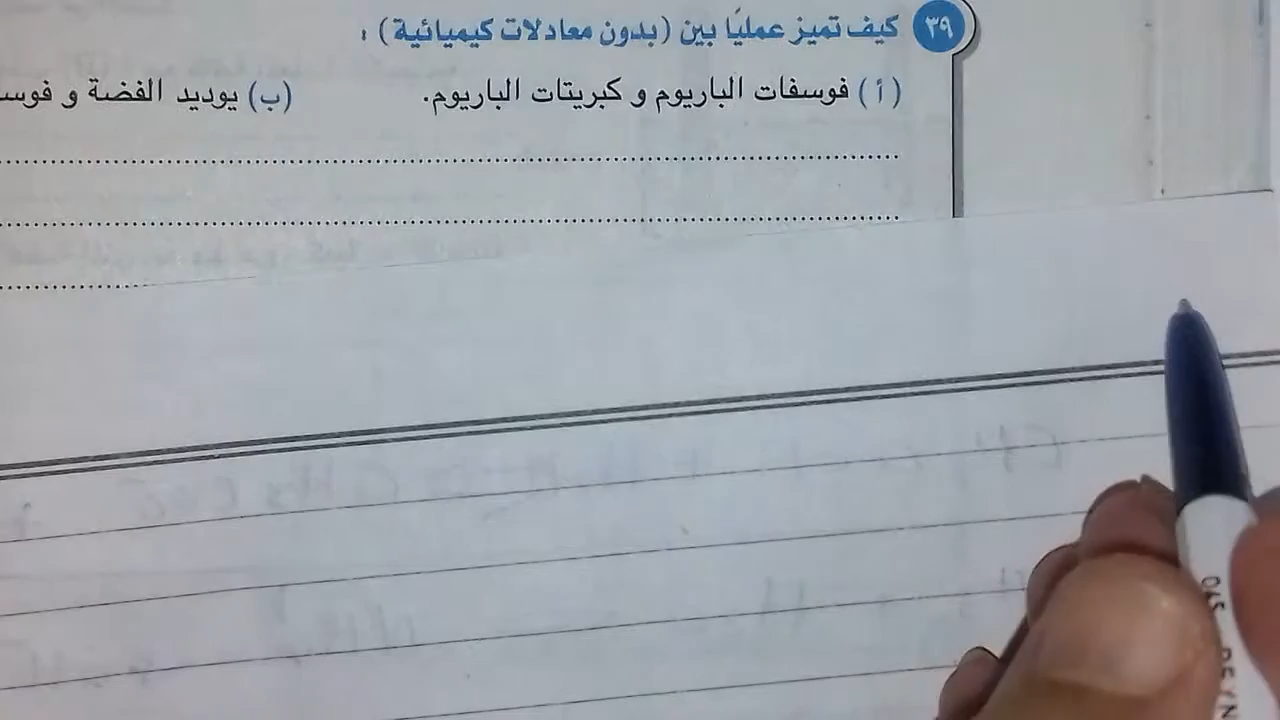 ٣٩ كيف تميز عمليًا بين (بدون معادلات كيميائية) :
(أ) فوسفات الباريوم و كبريتات الباريوم. (ب) يوديد الفضة و